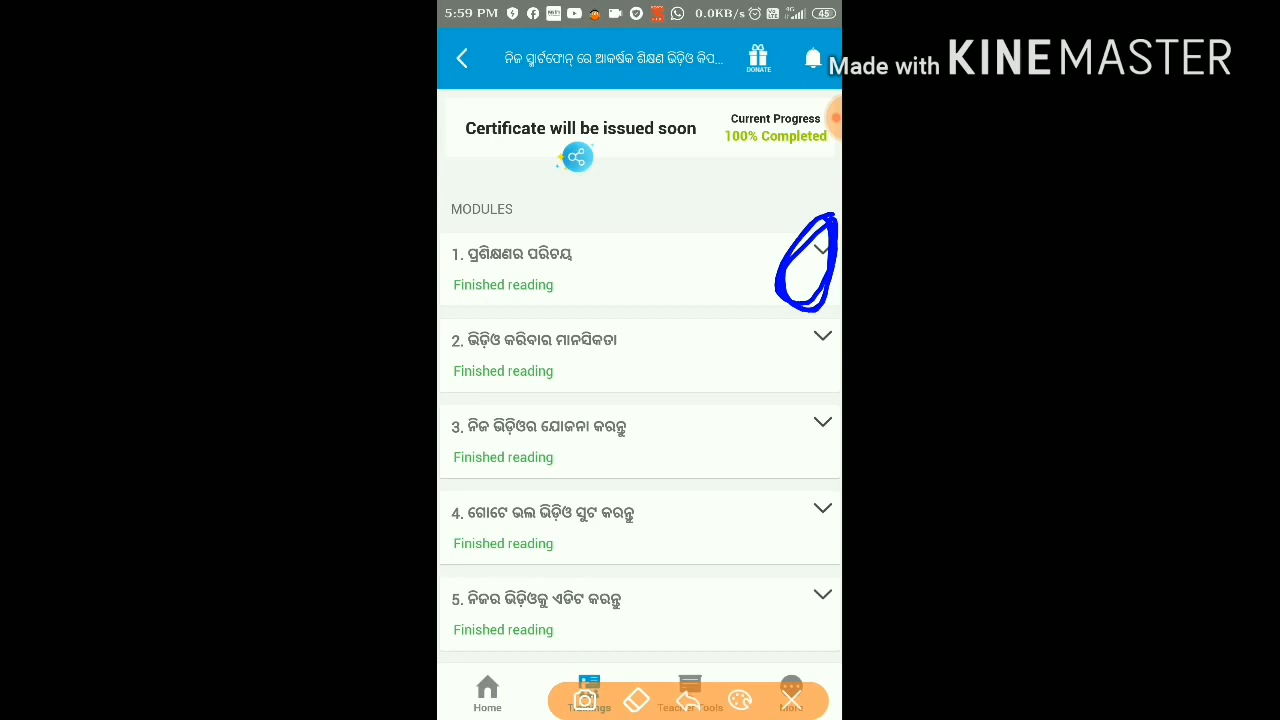 5:59 PM 0.0KB/s 4G 45
ନିଜ ସ୍ମାର୍ଟଫୋନ୍ ରେ ଆକର୍ଷକ ଶିକ୍ଷଣ ଭିଡ଼ିଓ କିପ...
DONATE
Made with KINEMASTER
Certificate will be issued soon
Current Progress
100% Completed
MODULES
1. ପ୍ରଶିକ୍ଷଣର ପରିଚୟ
Finished reading
2. ଭିଡ଼ିଓ କରିବାର ମାନସିକତା
Finished reading
3. ନିଜ ଭିଡ଼ିଓର ଯୋଜନା କରନ୍ତୁ
Finished reading
4. ଗୋଟେ ଭଲ ଭିଡ଼ିଓ ସୁଟ କରନ୍ତୁ
Finished reading
5. ନିଜର ଭିଡ଼ିଓକୁ ଏଡିଟ କରନ୍ତୁ
Finished reading
Home Trainings Teacher Tools More